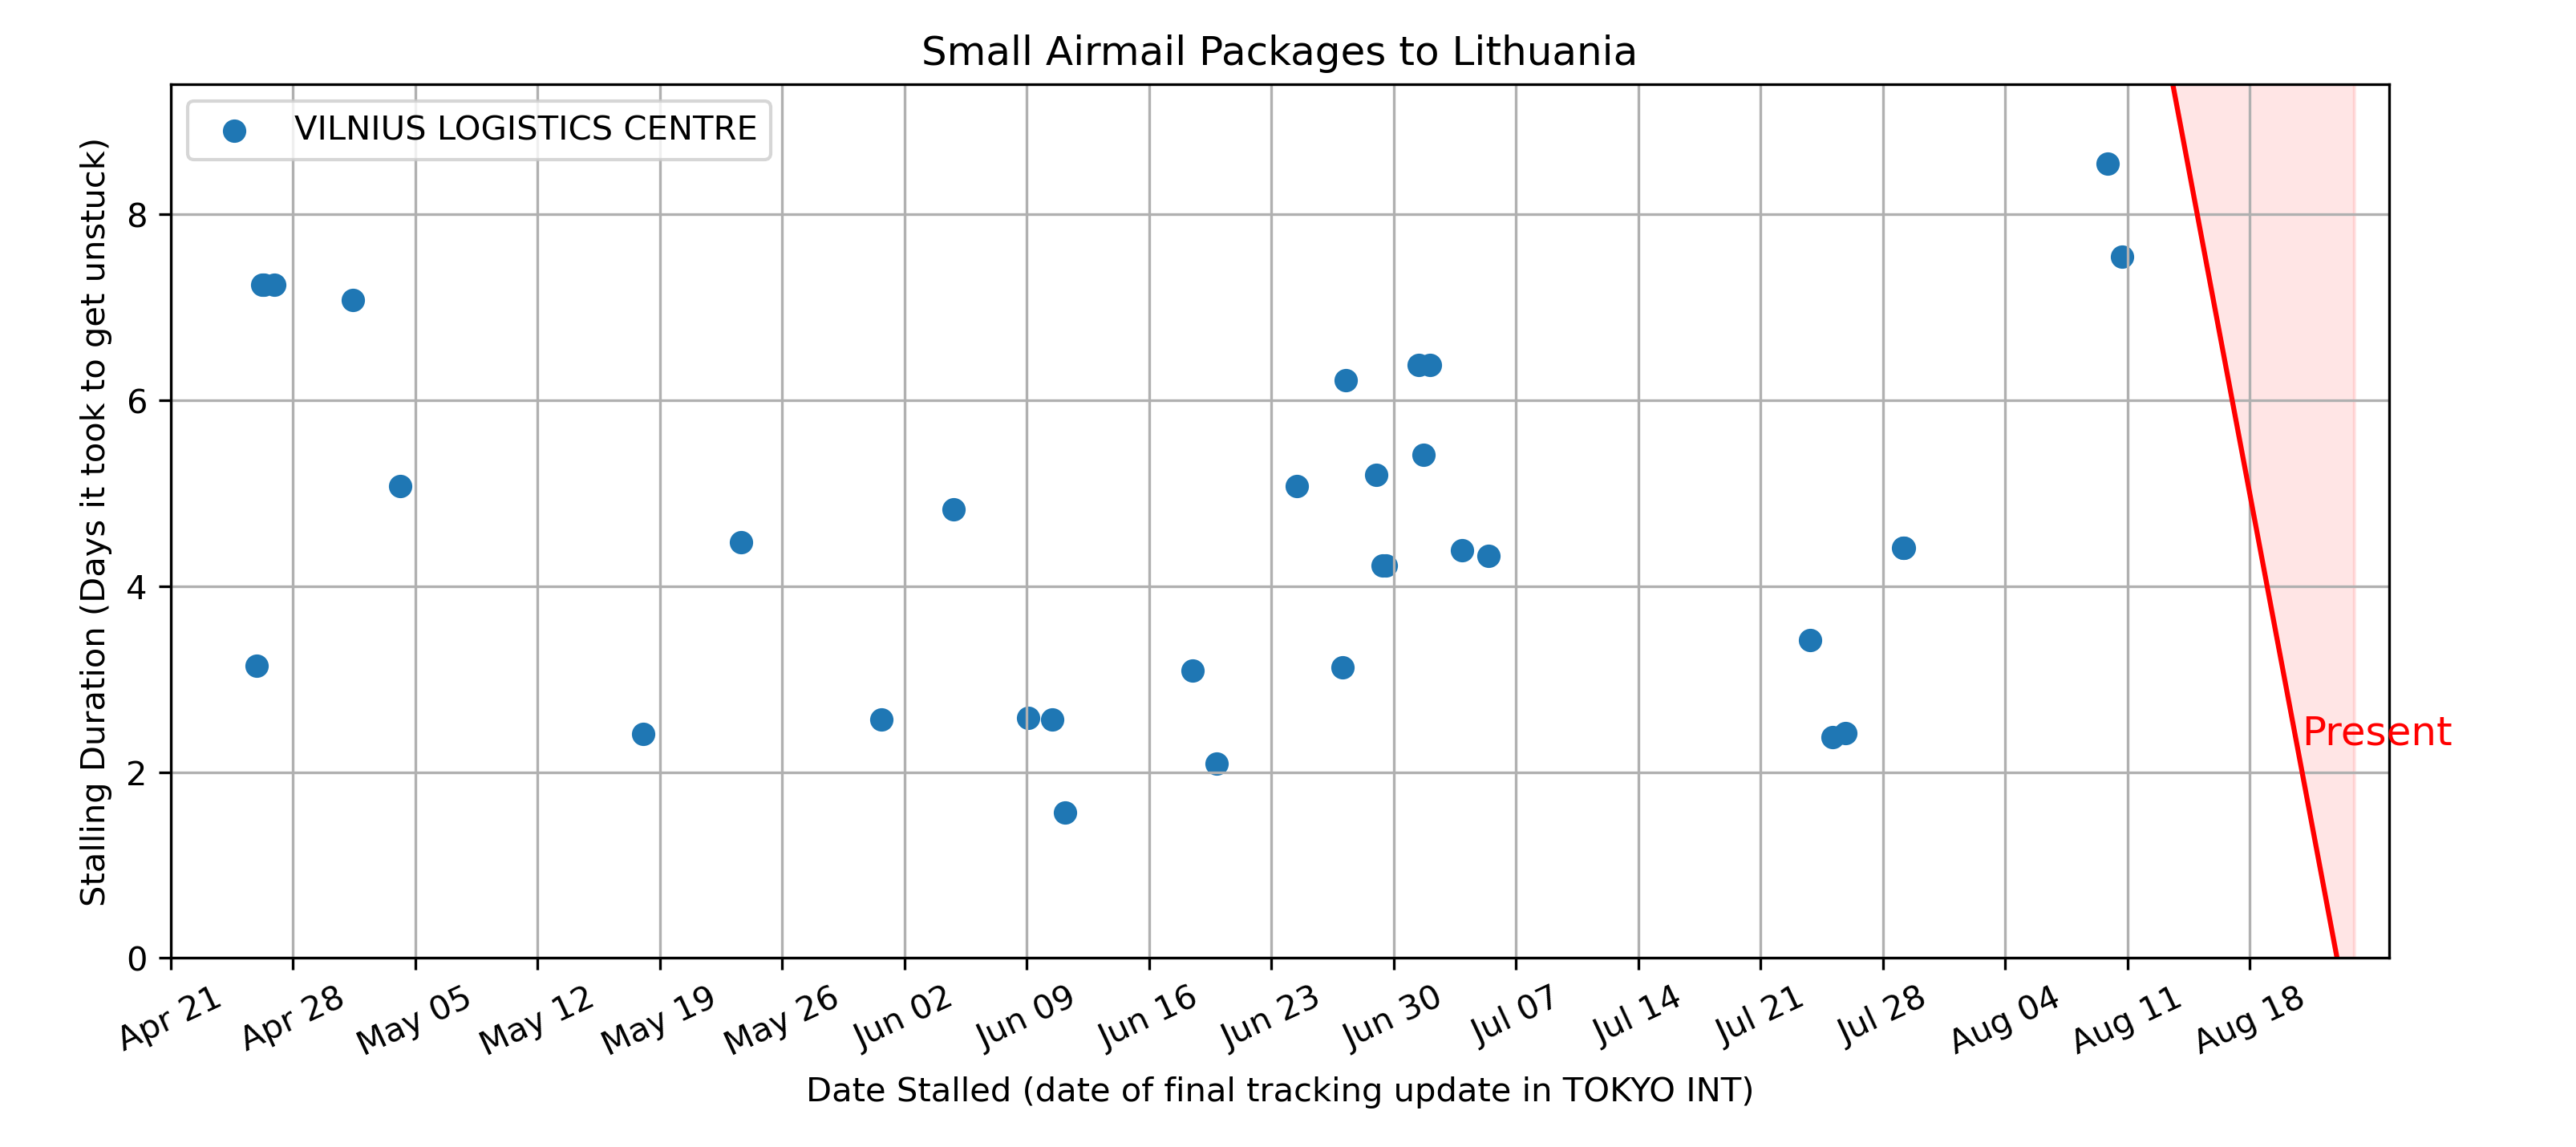 Small Airmail Packages to Lithuania
VILNIUS LOGISTICS CENTRE
Stalling Duration (Days it took to get unstuck)
8
6
4
2
0
Present
Apr 21
Apr 28
May 05
May 12
May 19
May 26
Jun 02
Jun 09
Jun 16
Jun 23
Jun 30
Jul 07
Jul 14
Jul 21
Jul 28
Aug 04
Aug 11
Aug 18
Date Stalled (date of final tracking update in TOKYO INT)